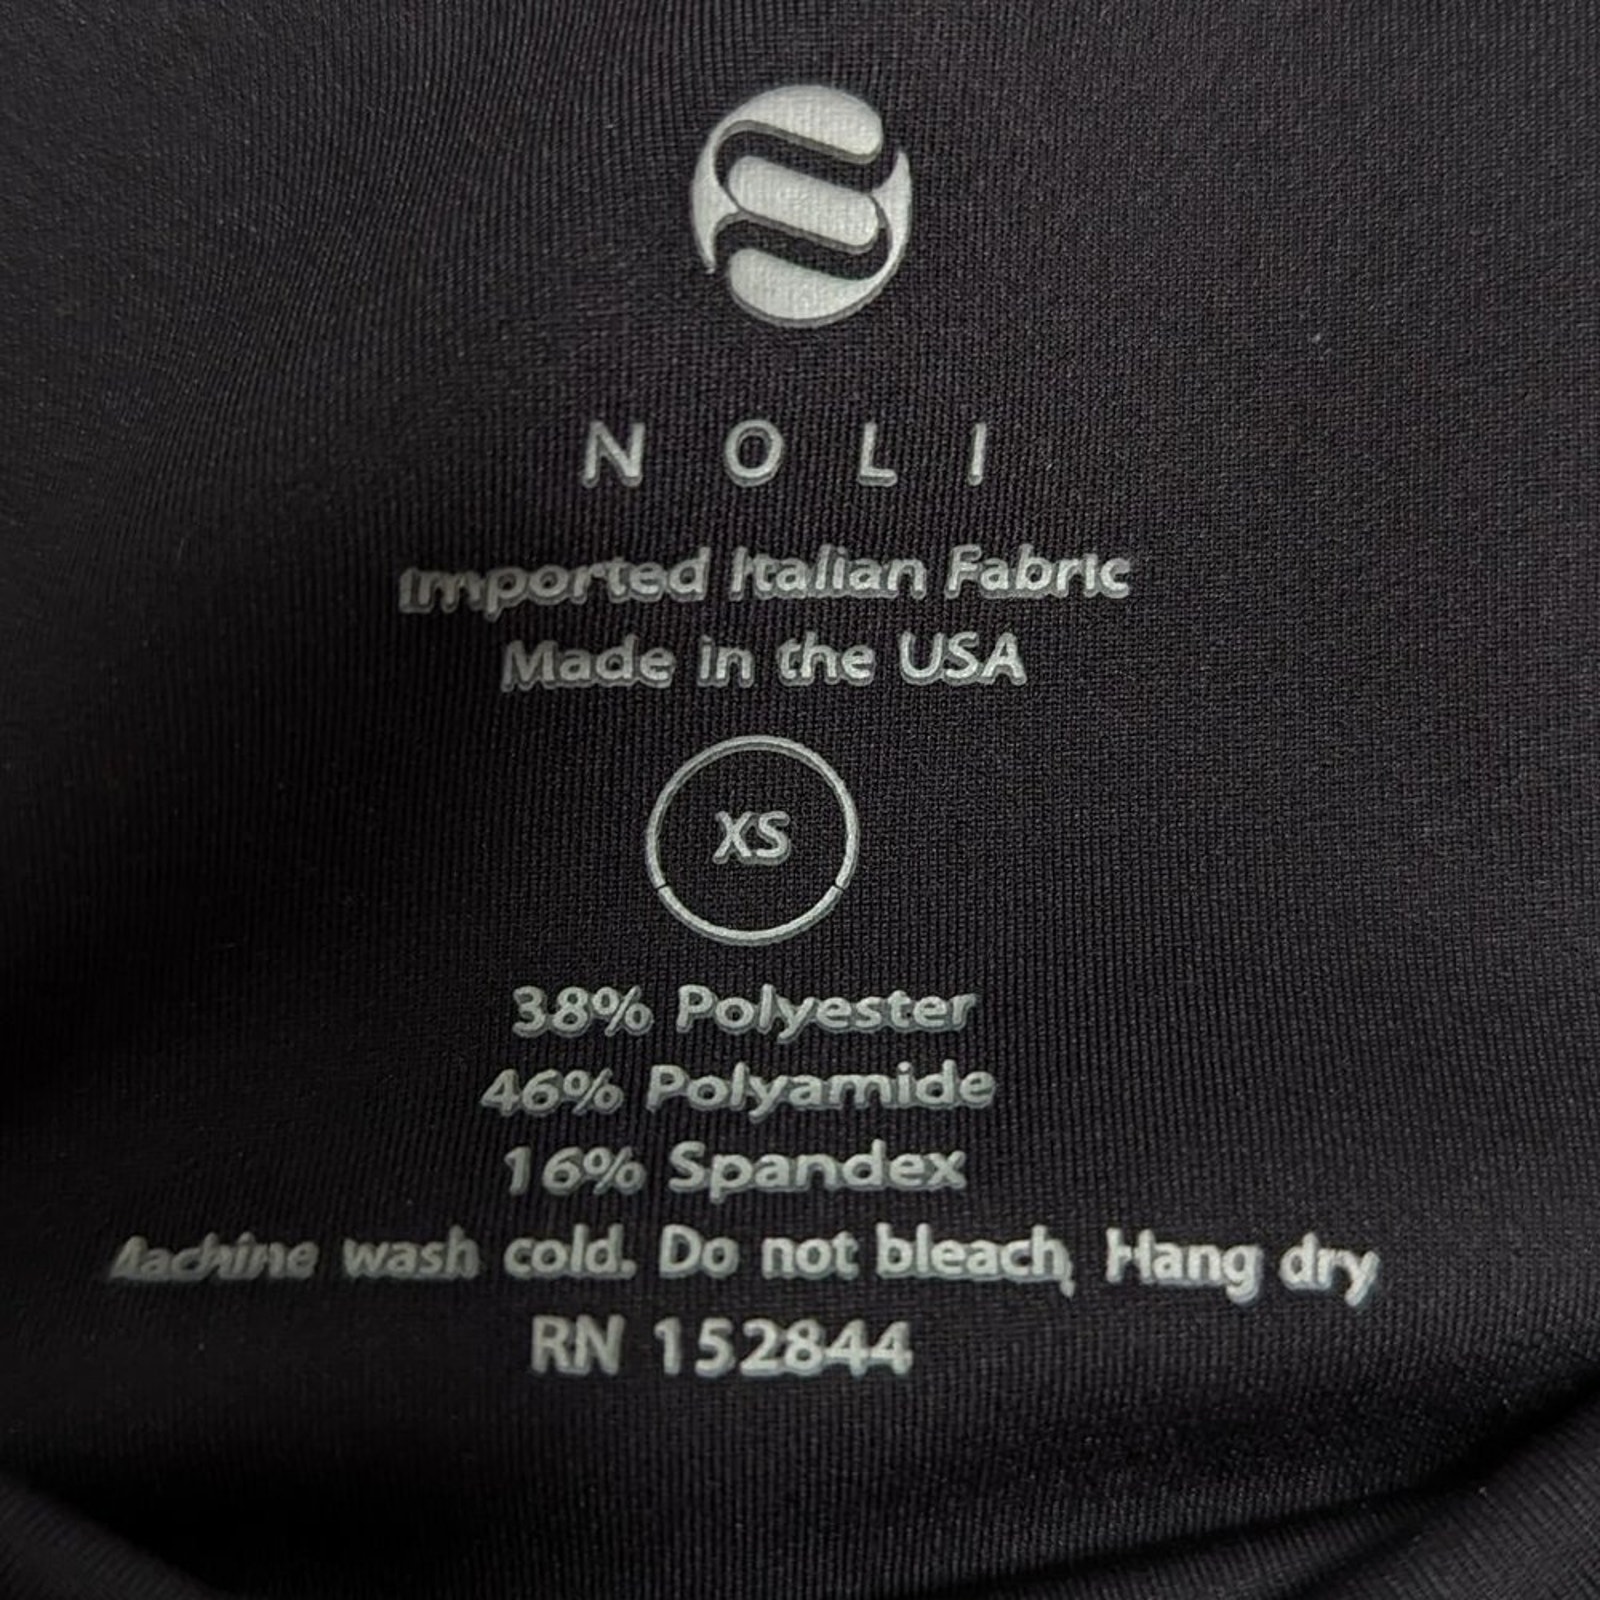 NOLI
Imported Italian Fabric
Made in the USA
XS
38% Polyester
46% Polyamide
16% Spandex
Machine wash cold. Do not bleach, Hang dry
RN 152844